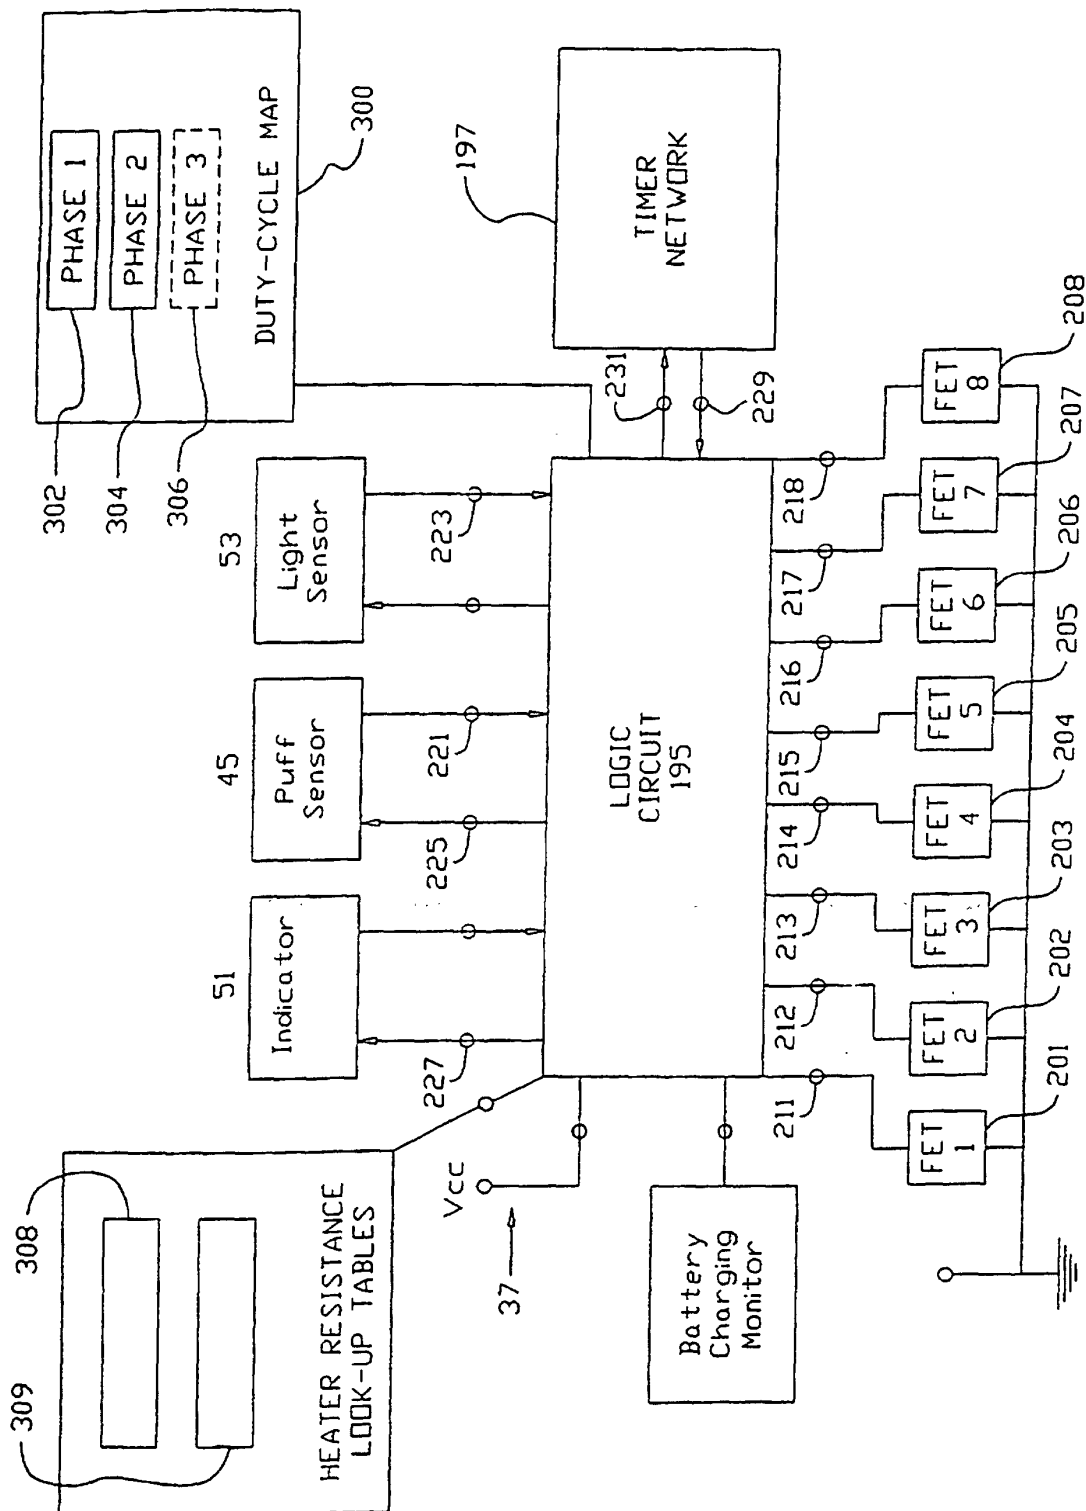 309
308
HEATER RESISTANCE
LOOK-UP TABLES
51
Indicator
45
Puff
Sensor
53
Light
Sensor
302
304
306
PHASE 1
PHASE 2
PHASE 3
DUTY-CYCLE MAP
300
227
225
221
223
Vcc
37
LOGIC
CIRCUIT
195
231
229
197
TIMER
NETWORK
Battery
Charging
Monitor
211
212
213
214
215
216
217
218
FET
1
FET
2
FET
3
FET
4
FET
5
FET
6
FET
7
FET
8
201
202
203
204
205
206
207
208